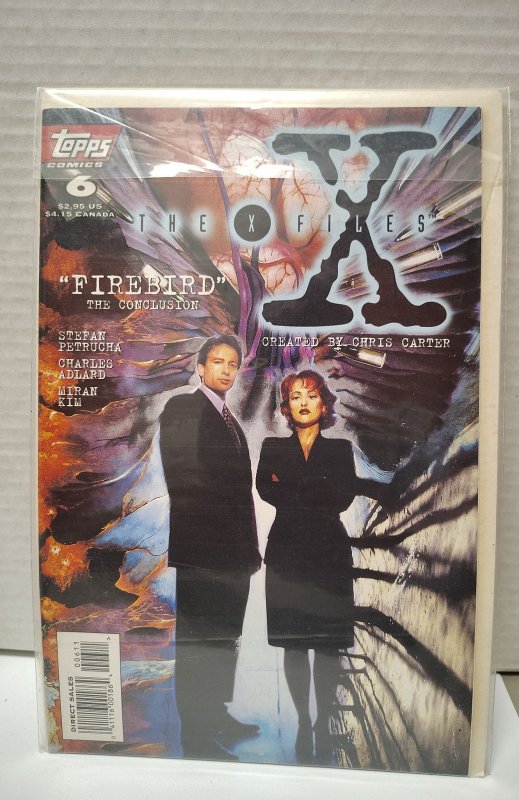 Topps
COMICS
6
$2.95 US
$4.15 CANADA
THE X FILES
X
"FIREBIRD"
THE CONCLUSION
CREATED BY CHRIS CARTER
STEFAN
PETRUCHA
CHARLES
ADLARD
MIRAN
KIM
DIRECT SALES
00611